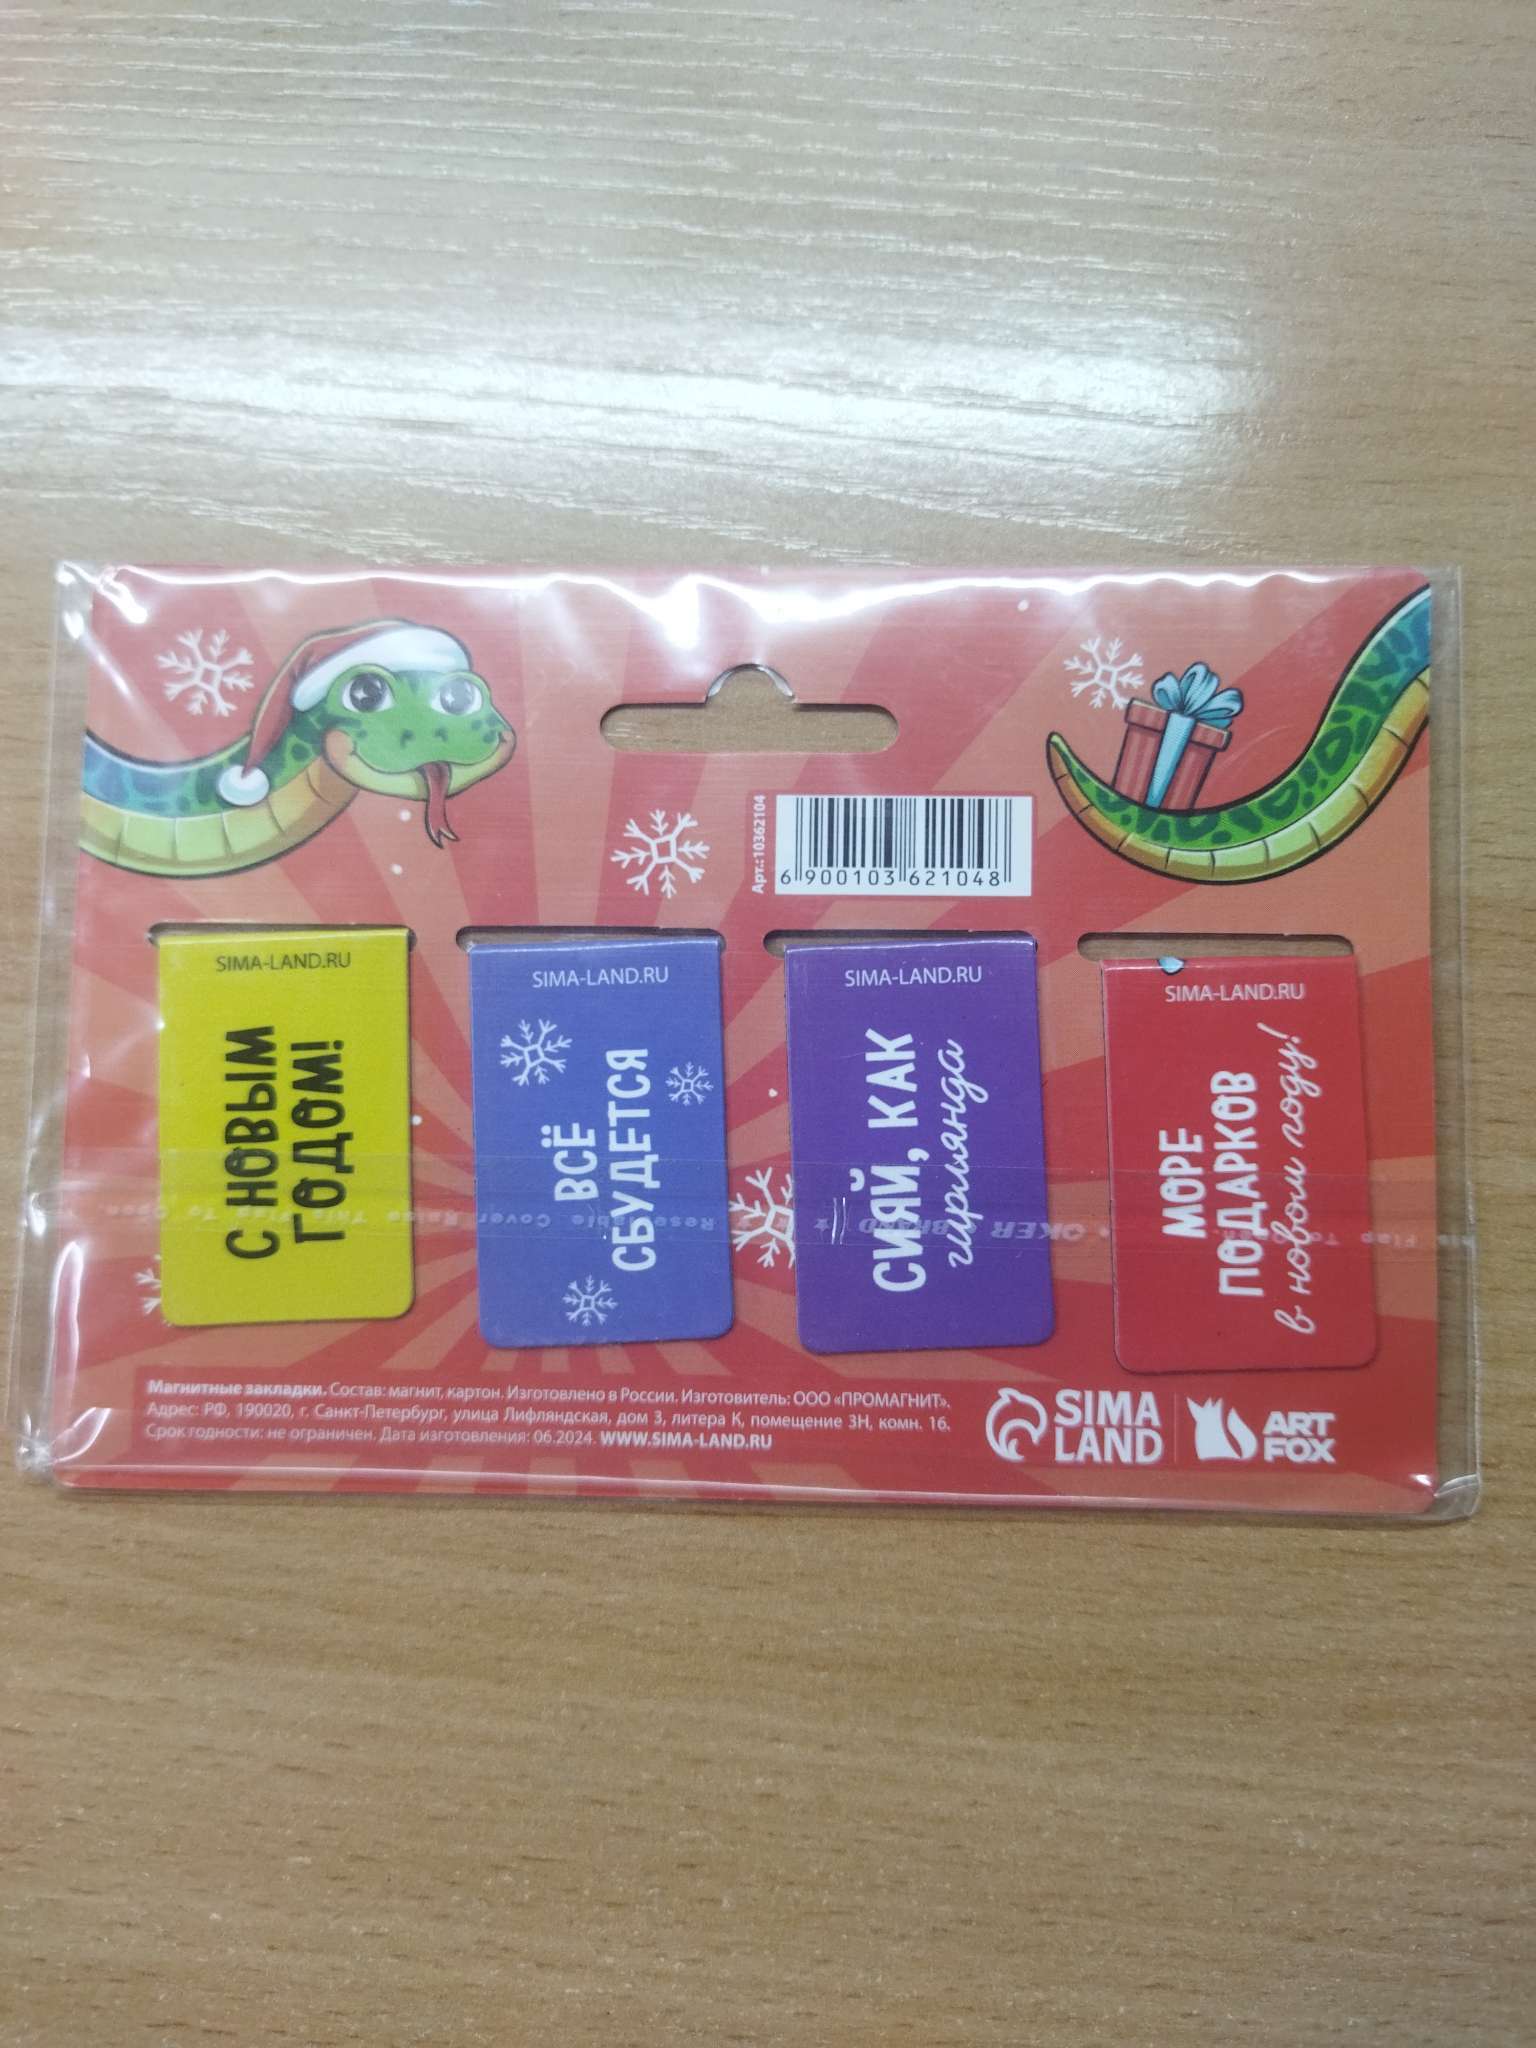 Арт.:10362104
6 900103 621048
SIMA-LAND.RU
С НОВЫМ
ГОДОМ!
SIMA-LAND.RU
ВСЁ
СБУДЕТСЯ
SIMA-LAND.RU
СИЯЙ, КАК
гирлянда
SIMA-LAND.RU
МОРЕ
ПОДАРКОВ
в новом году!
Магнитные закладки. Состав: магнит, картон. Изготовлено в России. Изготовитель: ООО «ПРОМАГНИТ».
Адрес: РФ, 190020, г. Санкт-Петербург, улица Лифляндская, дом 3, литера К, помещение 3Н, комн. 16.
Срок годности: не ограничен. Дата изготовления: 06.2024. WWW.SIMA-LAND.RU
SIMA
LAND
ART
FOX